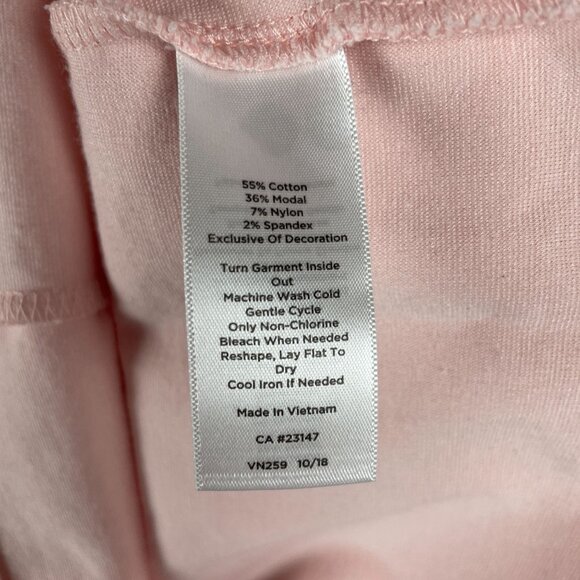 55% Cotton
36% Modal
7% Nylon
2% Spandex
Exclusive Of Decoration
Turn Garment Inside
Out
Machine Wash Cold
Gentle Cycle
Only Non-Chlorine
Bleach When Needed
Reshape, Lay Flat To
Dry
Cool Iron If Needed
Made In Vietnam
CA #23147
VN259 10/18